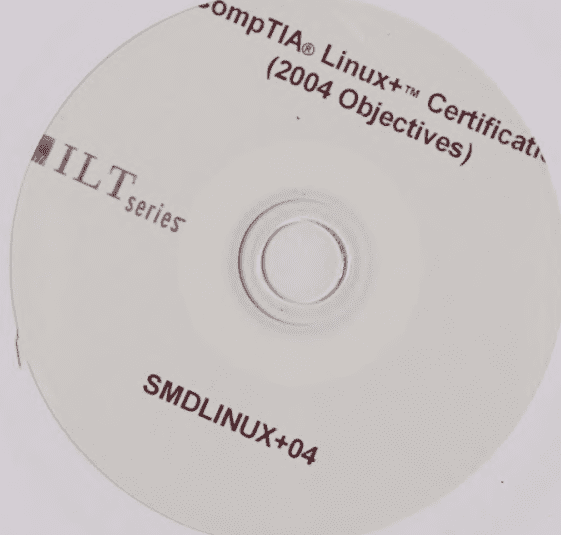 CompTIA® Linux+™ Certificati
(2004 Objectives)
ILT series
SMDLINUX+04